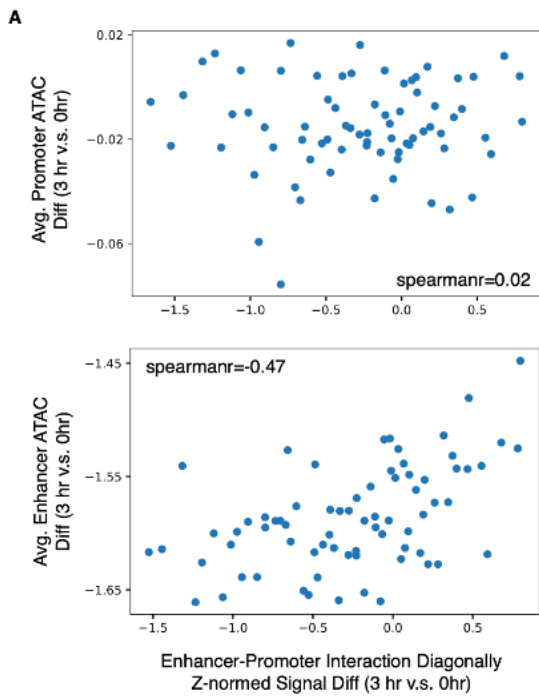 A
Avg. Promoter ATAC
Diff (3 hr v.s. 0hr)
0.02
−0.02
−0.06
spearmanr=0.02
−1.5 −1.0 −0.5 0.0 0.5
Avg. Enhancer ATAC
Diff (3 hr v.s. 0hr)
−1.45
−1.55
−1.65
spearmanr=-0.47
−1.5 −1.0 −0.5 0.0 0.5
Enhancer-Promoter Interaction Diagonally
Z-normed Signal Diff (3 hr v.s. 0hr)